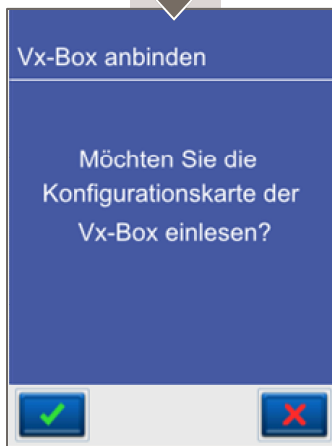 Vx-Box anbinden
Möchten Sie die
Konfigurationskarte der
Vx-Box einlesen?